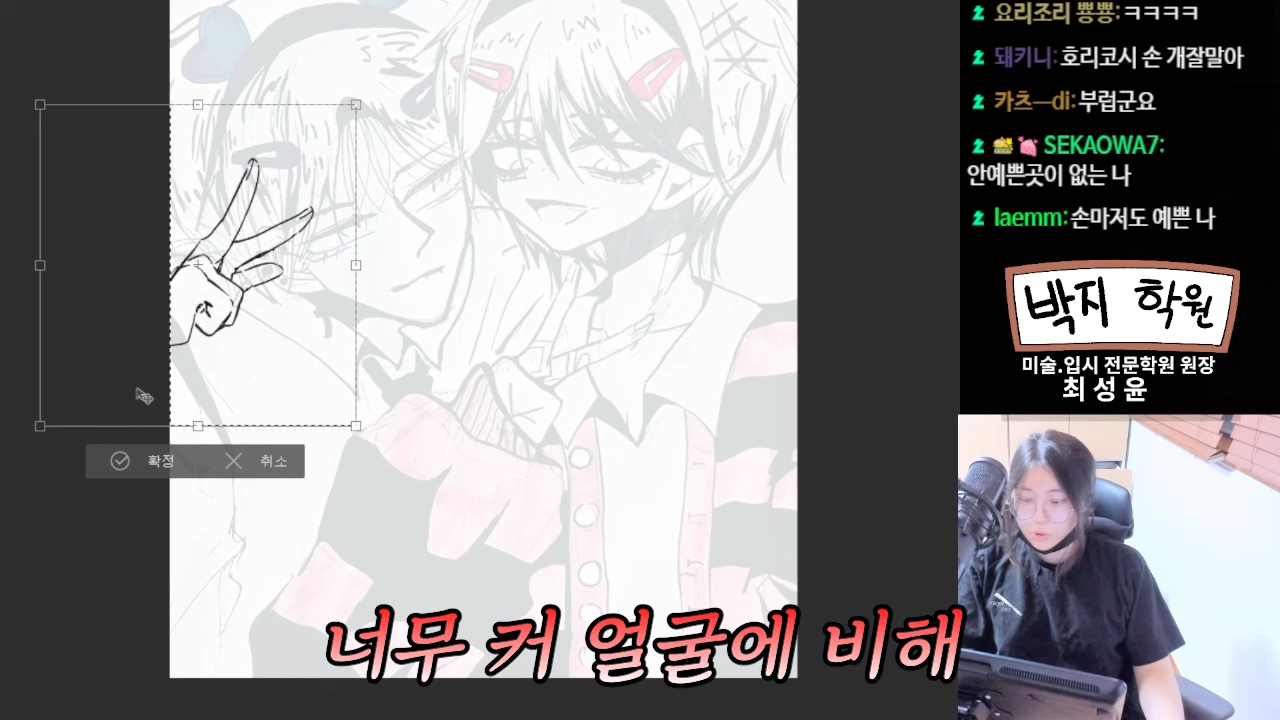 요리조리 뿅뿅: ㅋㅋㅋㅋ
돼키니: 호리코시 손 개잘말아
카츠—di: 부럽군요
SEKAOWA7:
안예쁜곳이 없는 나
laemm: 손마저도 예쁜 나
박지 학원
미술.입시 전문학원 원장
최성윤
확정 취소
너무 커 얼굴에 비해